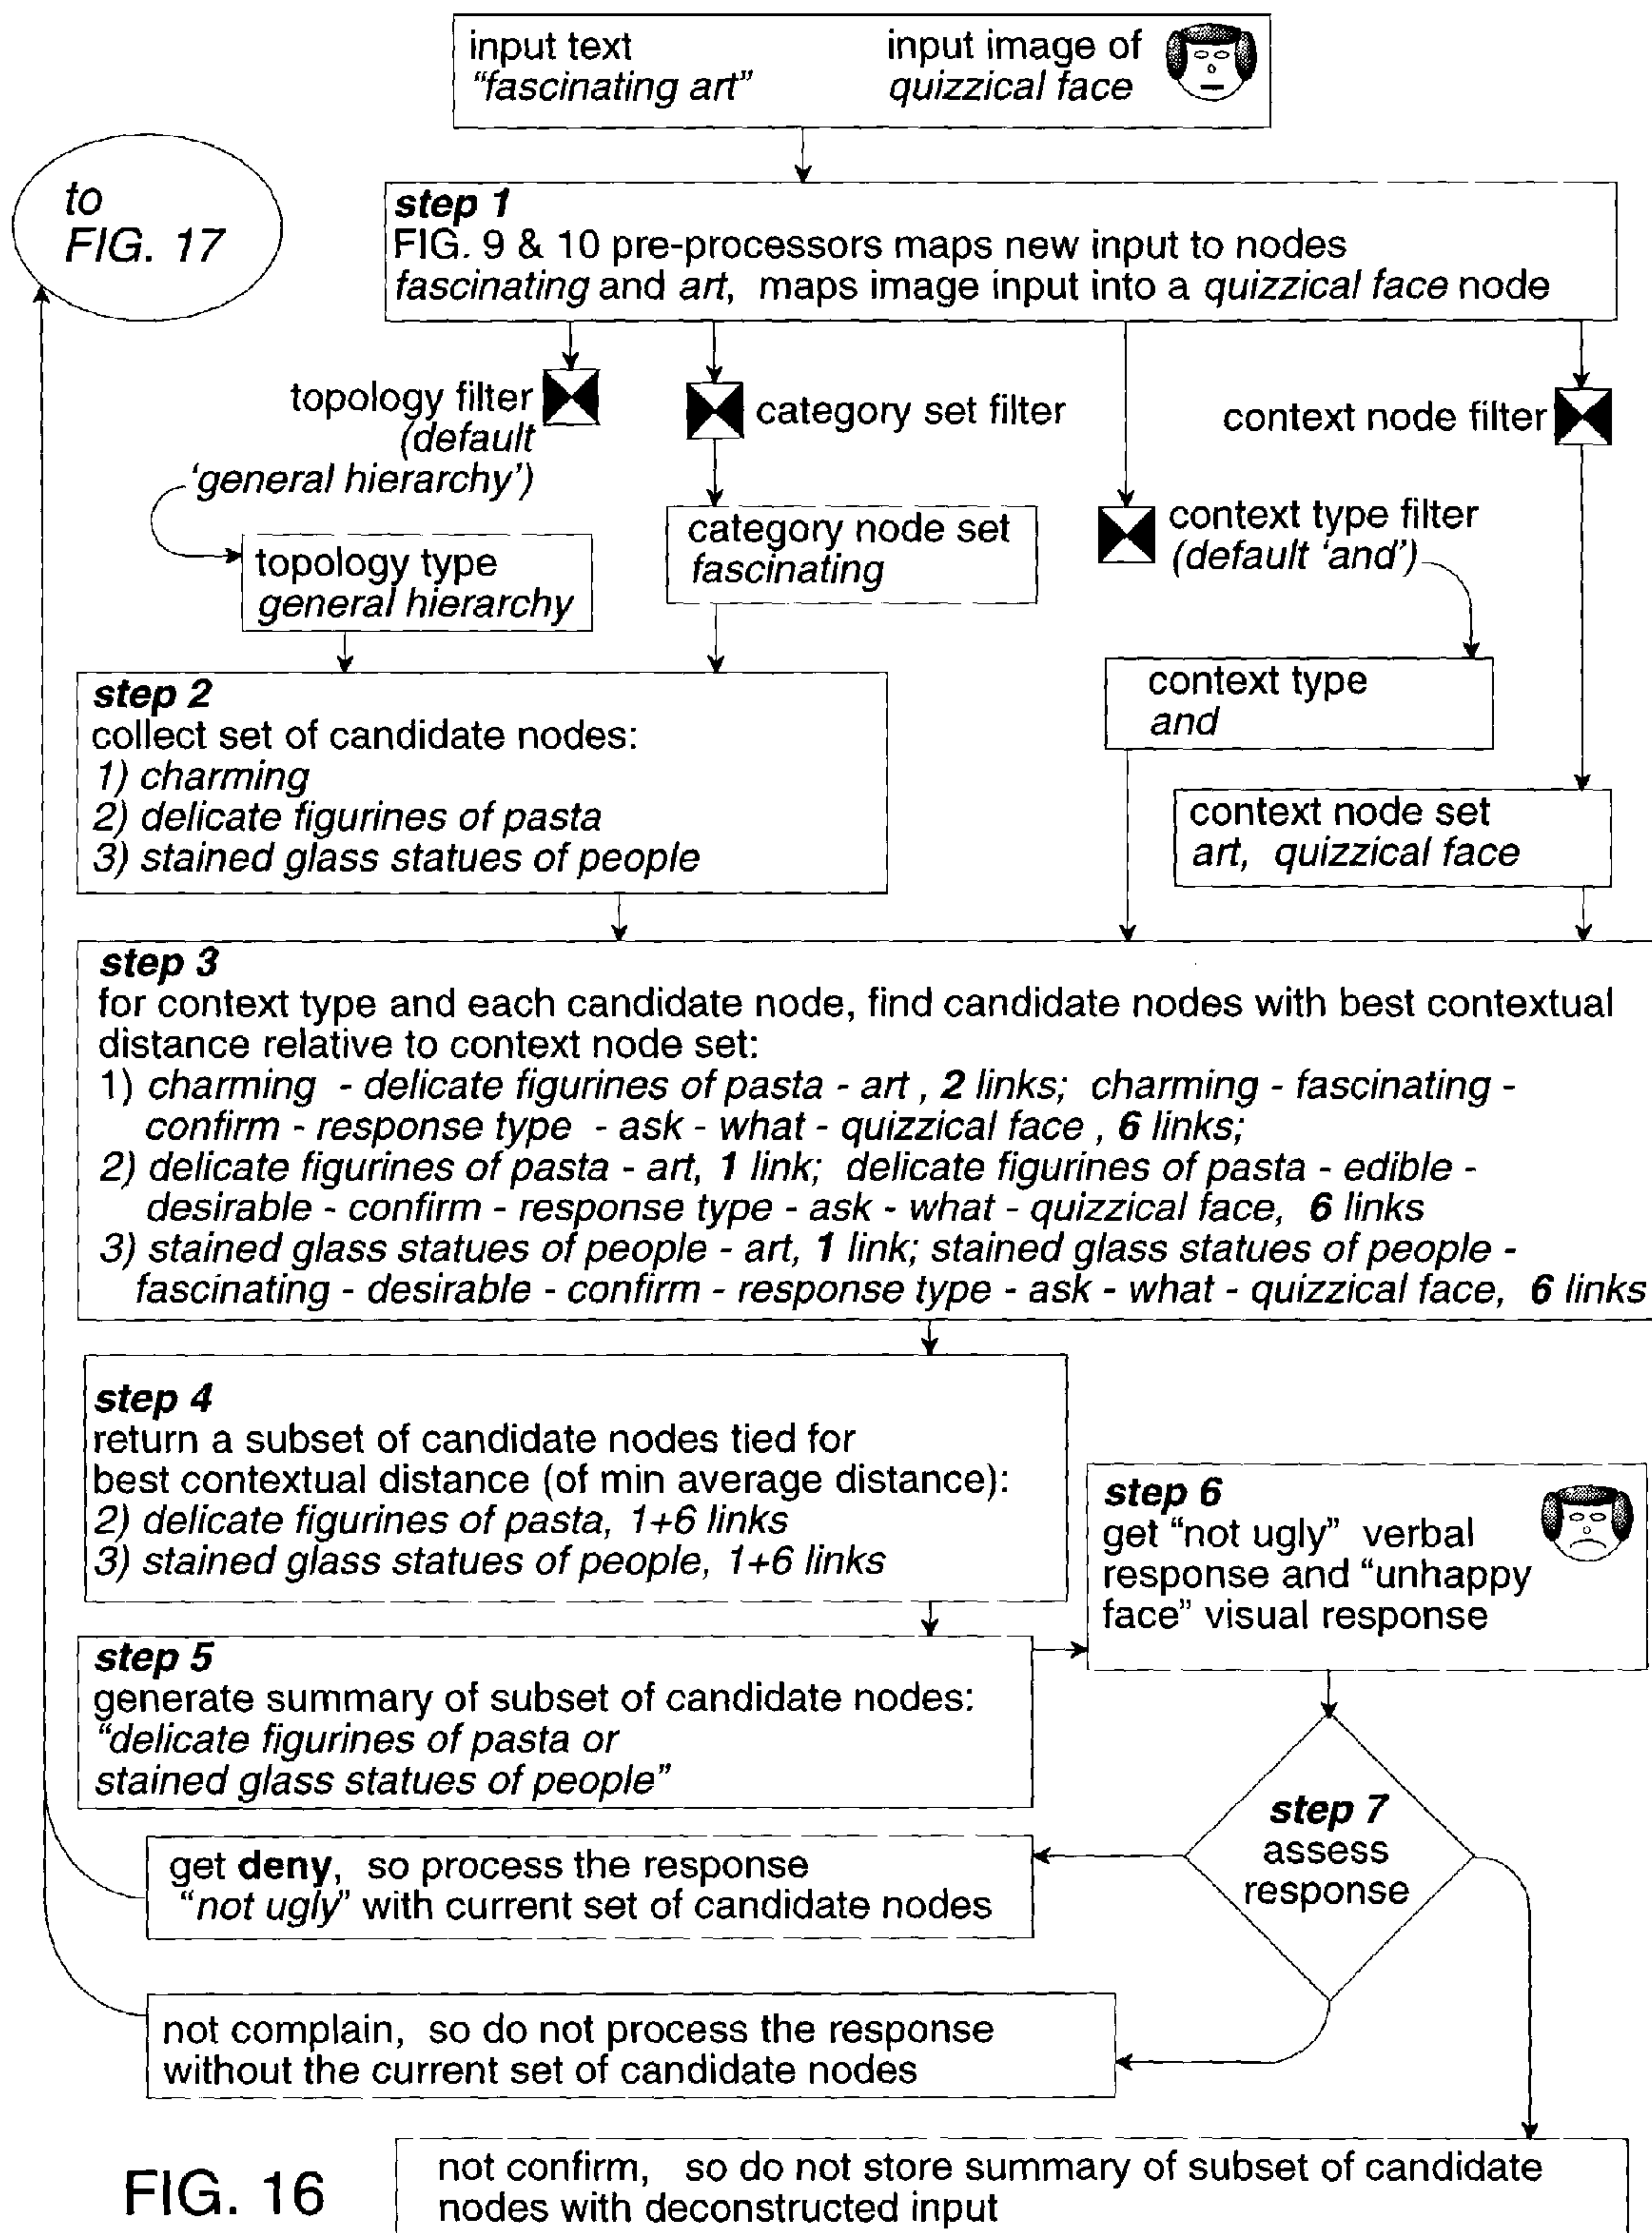 input text
"fascinating art"
input image of
quizzical face
to
FIG. 17
step 1
FIG. 9 & 10 pre-processors maps new input to nodes
fascinating and art, maps image input into a quizzical face node
topology filter
(default
'general hierarchy')
category set filter
context node filter
context type filter
(default 'and')
category node set
fascinating
topology type
general hierarchy
context type
and
context node set
art, quizzical face
step 2
collect set of candidate nodes:
1) charming
2) delicate figurines of pasta
3) stained glass statues of people
step 3
for context type and each candidate node, find candidate nodes with best contextual
distance relative to context node set:
1) charming - delicate figurines of pasta - art , 2 links; charming - fascinating -
confirm - response type - ask - what - quizzical face , 6 links;
2) delicate figurines of pasta - art, 1 link; delicate figurines of pasta - edible -
desirable - confirm - response type - ask - what - quizzical face, 6 links
3) stained glass statues of people - art, 1 link; stained glass statues of people -
fascinating - desirable - confirm - response type - ask - what - quizzical face, 6 links
step 4
return a subset of candidate nodes tied for
best contextual distance (of min average distance):
2) delicate figurines of pasta, 1+6 links
3) stained glass statues of people, 1+6 links
step 5
generate summary of subset of candidate nodes:
"delicate figurines of pasta or
stained glass statues of people"
step 6
get "not ugly" verbal
response and "unhappy
face" visual response
step 7
assess
response
get deny, so process the response
"not ugly" with current set of candidate nodes
not complain, so do not process the response
without the current set of candidate nodes
not confirm, so do not store summary of subset of candidate
nodes with deconstructed input
FIG. 16